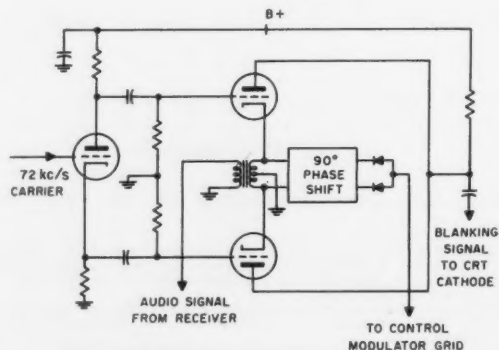 B+
72 kc/s
CARRIER
90°
PHASE
SHIFT
AUDIO SIGNAL
FROM RECEIVER
BLANKING
SIGNAL
TO CRT
CATHODE
TO CONTROL
MODULATOR GRID